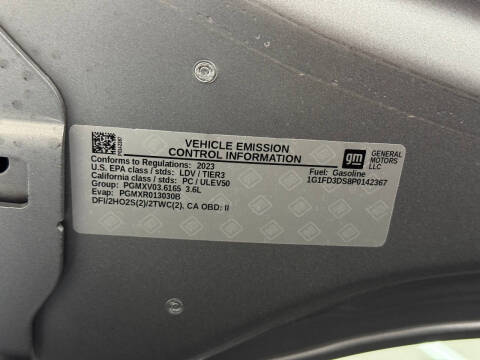 VEHICLE EMISSION
CONTROL INFORMATION
Conforms to Regulations: 2023
U.S. EPA class / stds: LDV / TIER3
California class / stds: PC / ULEV50
Group: PGMXV03.6165 3.6L
Evap: PGMXR013030B
DFI/2HO2S(2)/2TWC(2), CA OBD: II
gm
GENERAL
MOTORS
LLC
Fuel: Gasoline
1G1FD3DS8P0142367